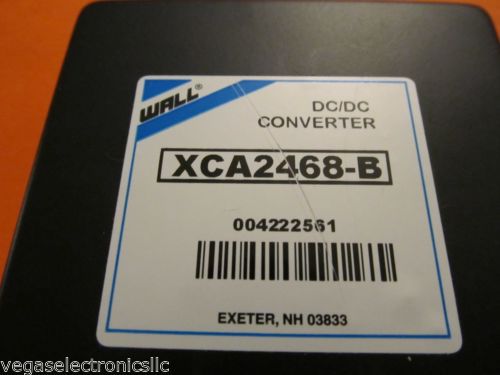 WALL®
DC/DC
CONVERTER
XCA2468-B
004222561
EXETER, NH 03833
vegaselectronicsllc